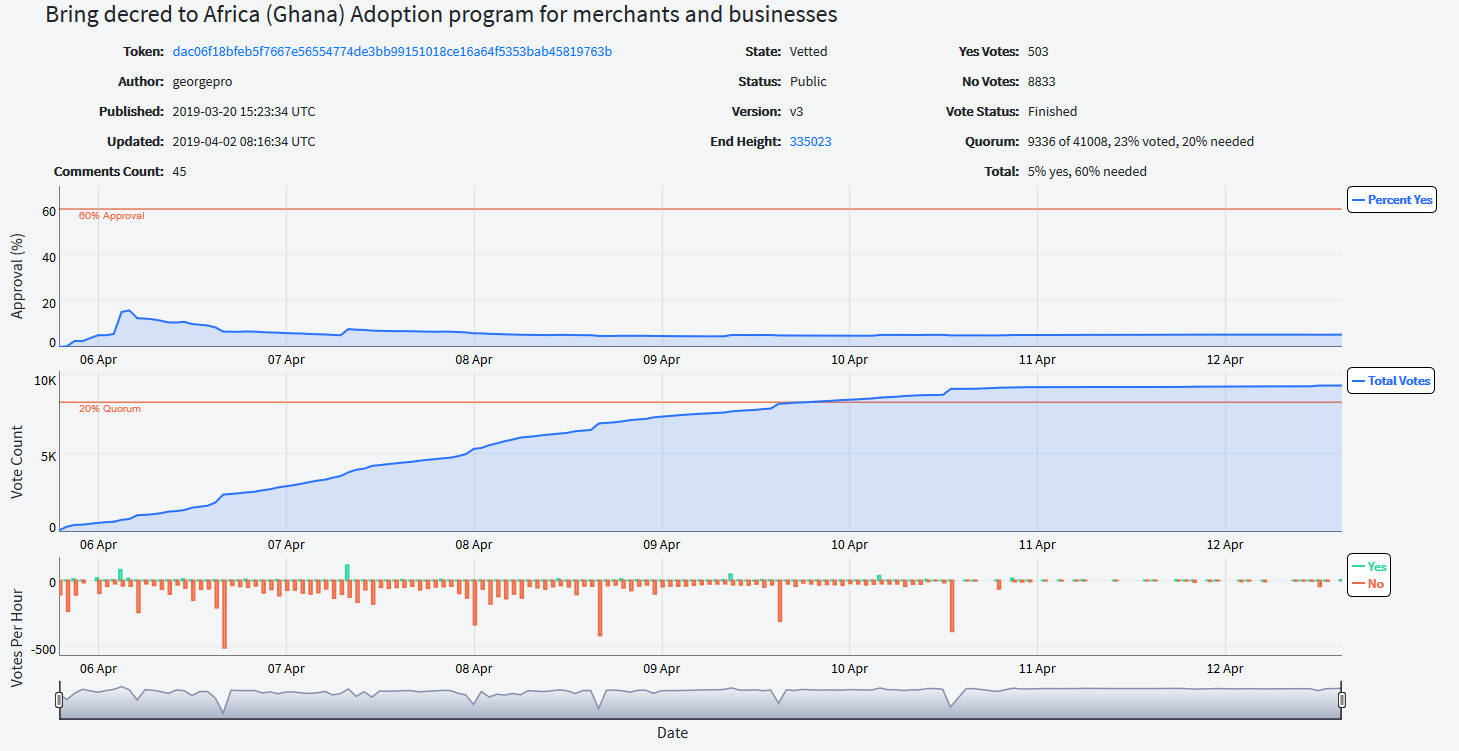 Bring decred to Africa (Ghana) Adoption program for merchants and businesses
Token: dac06f18bfeb5f7667e56554774de3bb99151018ce16a64f5353bab45819763b State: Vetted Yes Votes: 503
Author: georgepro Status: Public No Votes: 8833
Published: 2019-03-20 15:23:34 UTC Version: v3 Vote Status: Finished
Updated: 2019-04-02 08:16:34 UTC End Height: 335023 Quorum: 9336 of 41008, 23% voted, 20% needed
Comments Count: 45 Total: 5% yes, 60% needed
Approval (%)
60
40
20
0
60% Approval
Percent Yes
06 Apr 07 Apr 08 Apr 09 Apr 10 Apr 11 Apr 12 Apr
Vote Count
10K
5K
0
20% Quorum
Total Votes
06 Apr 07 Apr 08 Apr 09 Apr 10 Apr 11 Apr 12 Apr
Votes Per Hour
0
-500
Yes
No
06 Apr 07 Apr 08 Apr 09 Apr 10 Apr 11 Apr 12 Apr
Date